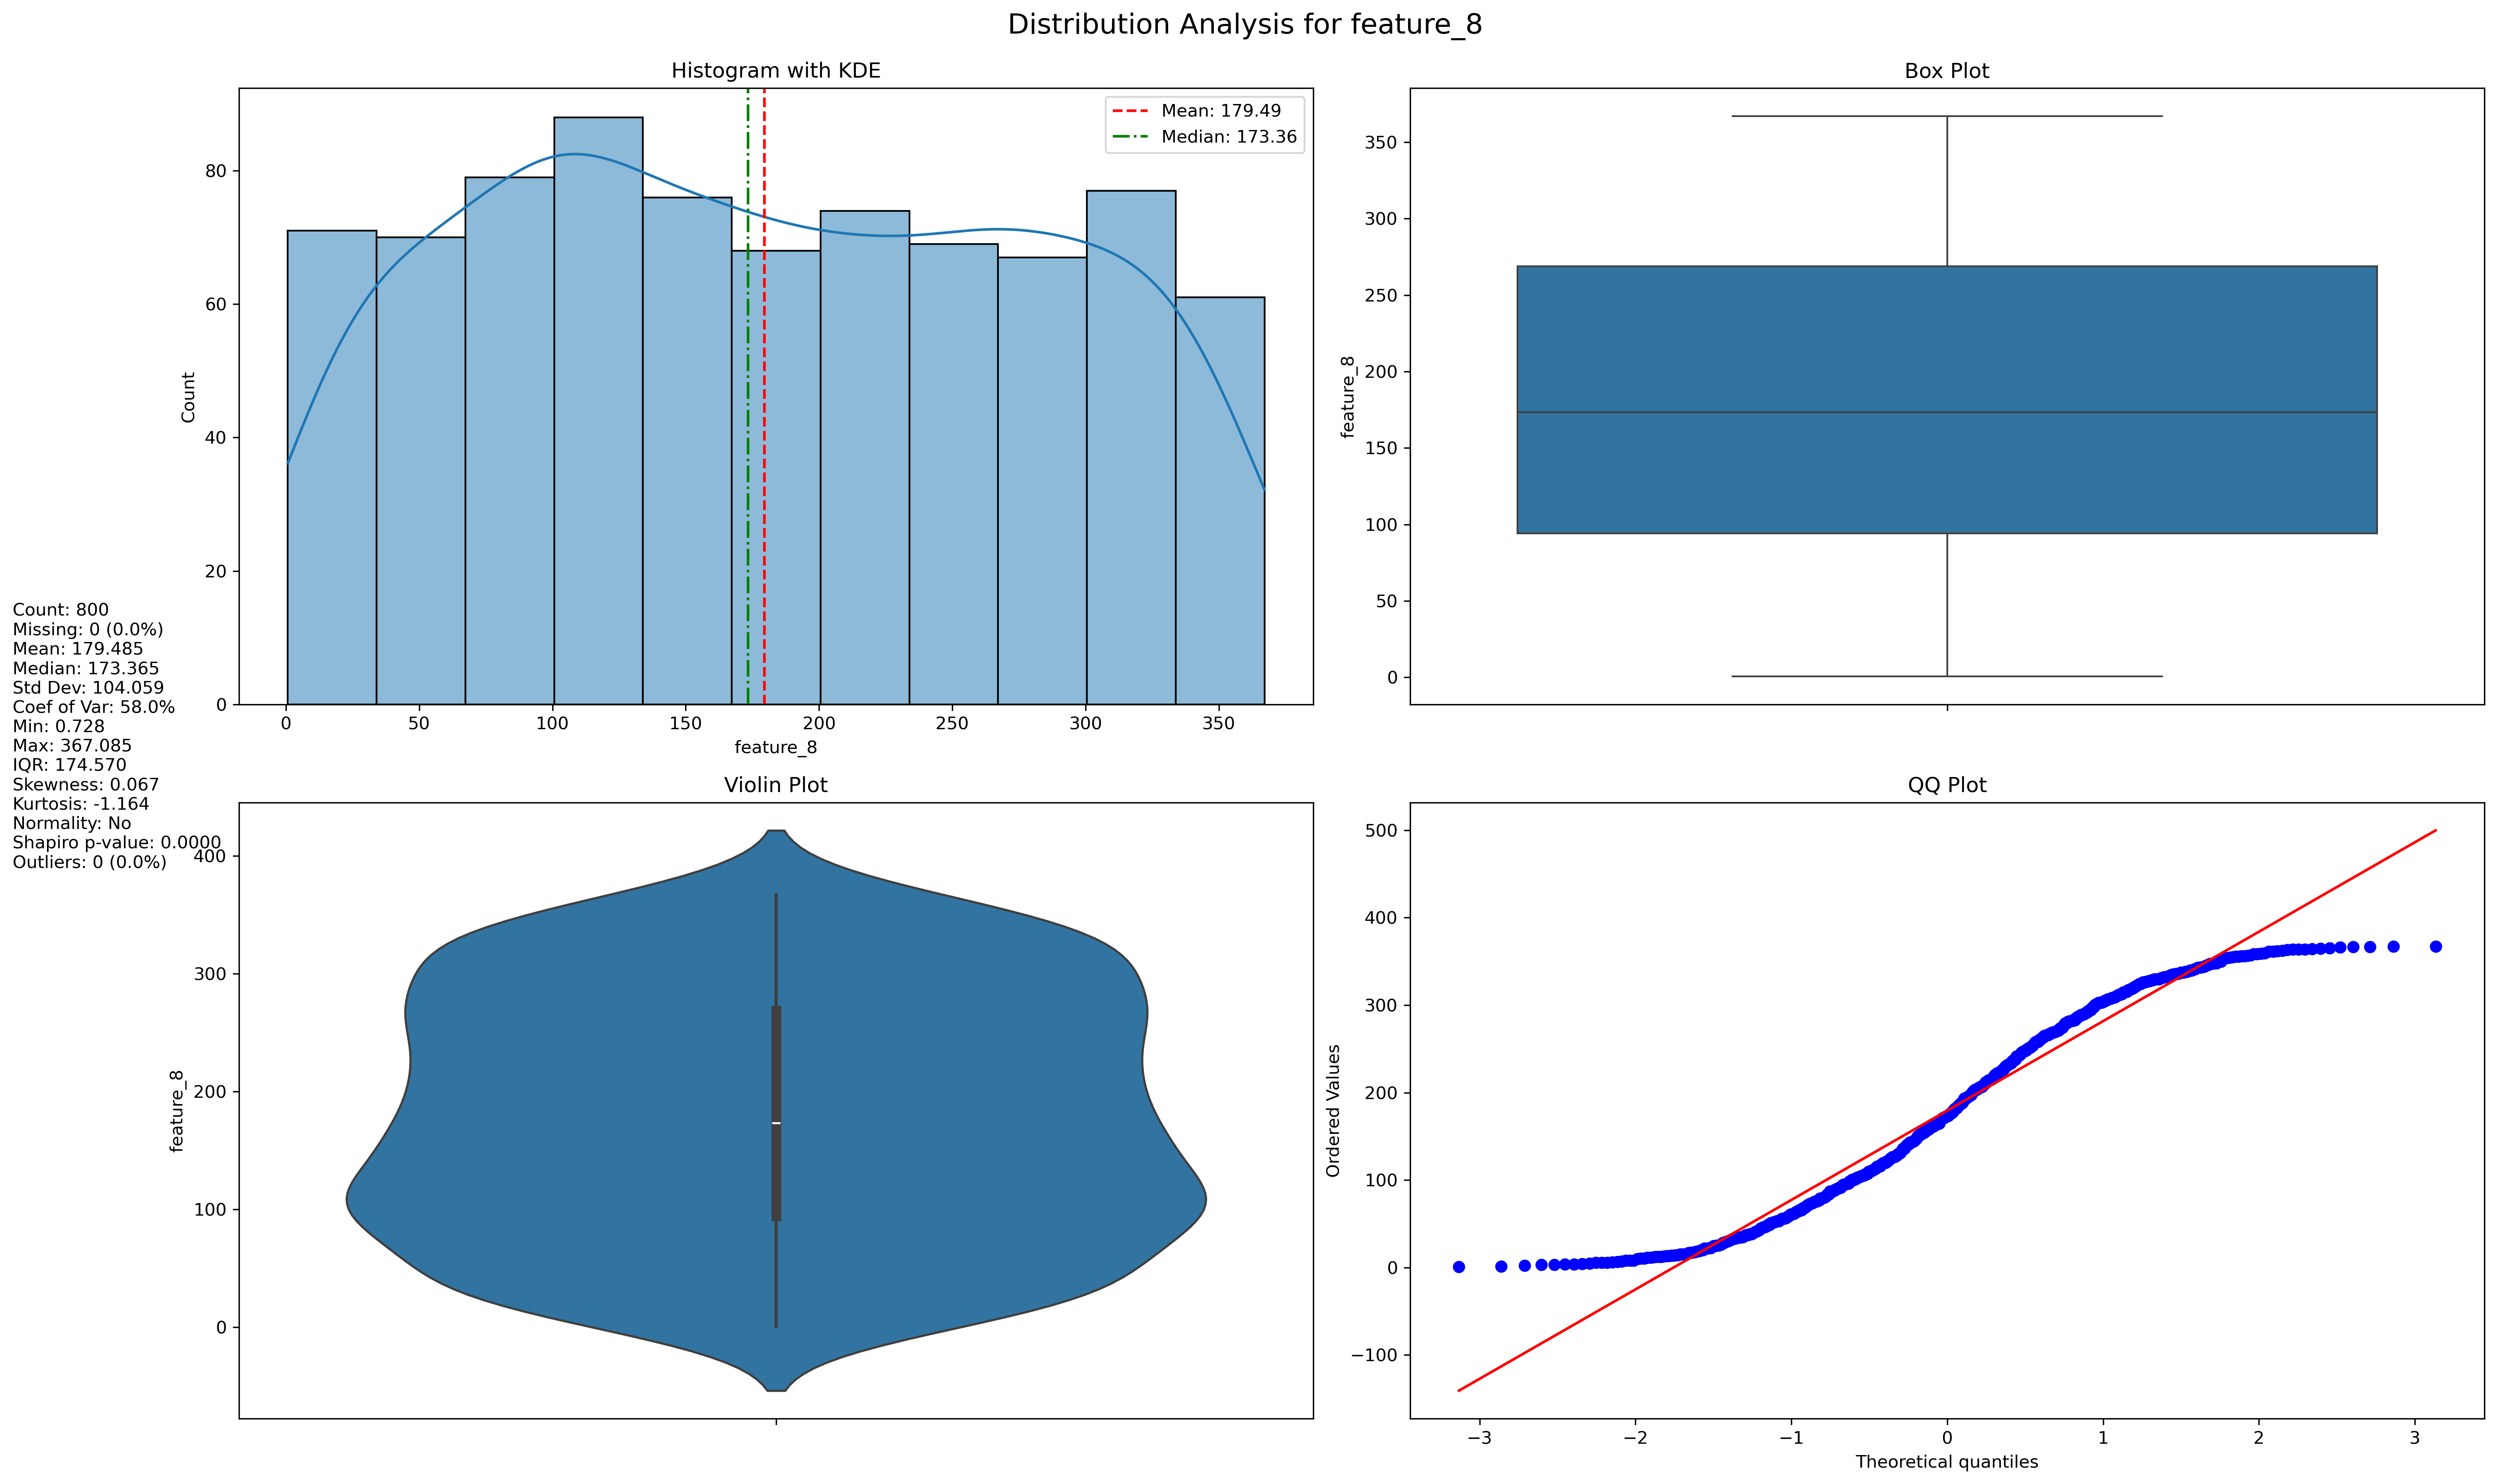 Distribution Analysis for feature_8
Histogram with KDE
Mean: 179.49
Median: 173.36
80
60
40
20
0
Count
0 50 100 150 200 250 300 350
feature_8
Box Plot
350
300
250
200
150
100
50
0
feature_8
Count: 800
Missing: 0 (0.0%)
Mean: 179.485
Median: 173.365
Std Dev: 104.059
Coef of Var: 58.0%
Min: 0.728
Max: 367.085
IQR: 174.570
Skewness: 0.067
Kurtosis: -1.164
Normality: No
Shapiro p-value: 0.0000
Outliers: 0 (0.0%)
Violin Plot
400
300
200
100
0
feature_8
QQ Plot
500
400
300
200
100
0
−100
Ordered Values
−3 −2 −1 0 1 2 3
Theoretical quantiles